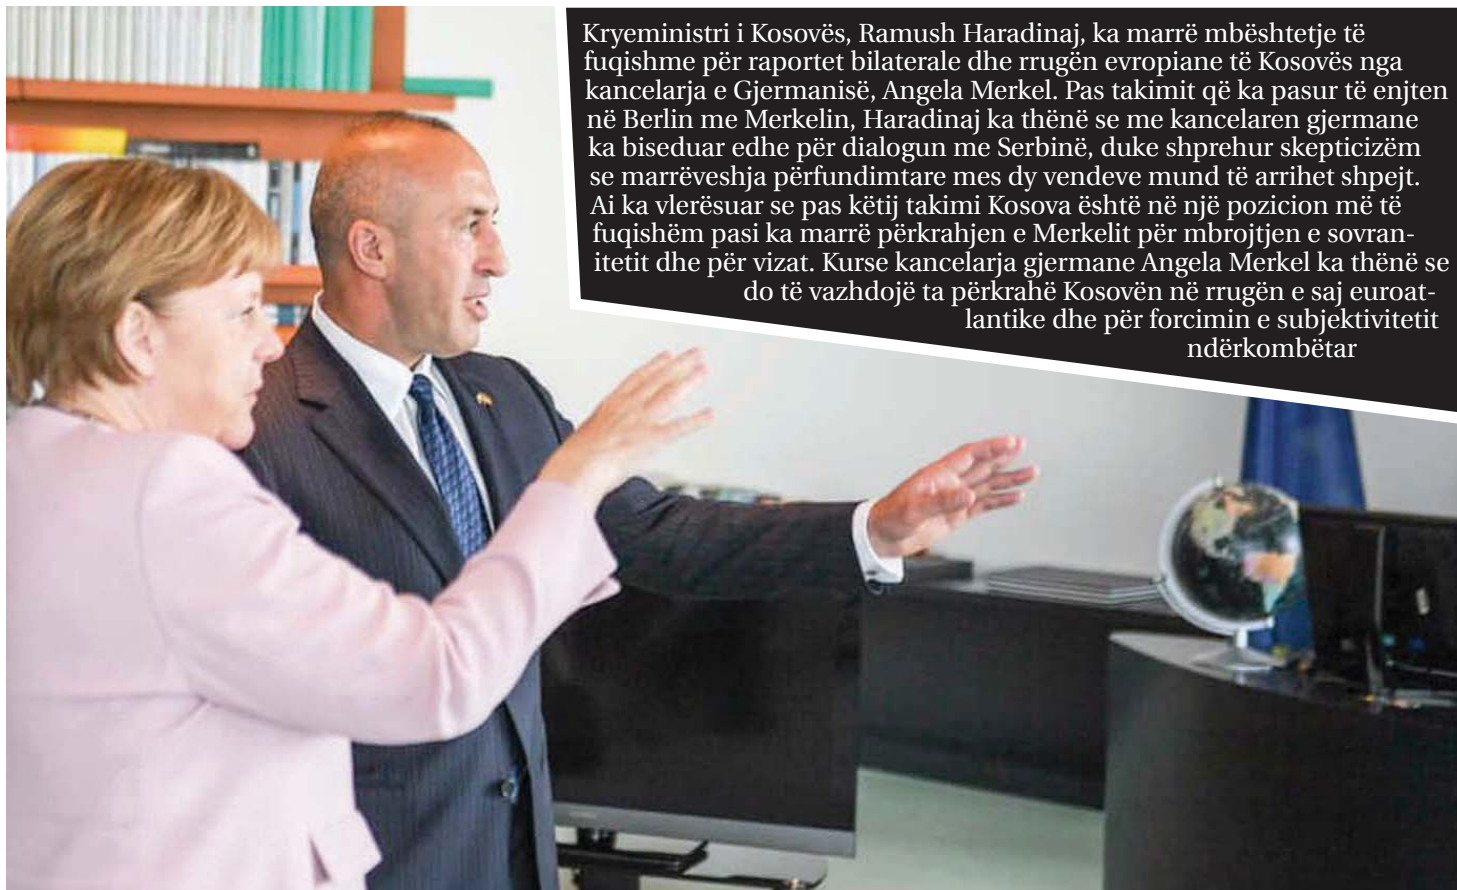 Kryeministri i Kosovës, Ramush Haradinaj, ka marrë mbështetje të
fuqishme për raportet bilaterale dhe rrugën evropiane të Kosovës nga
kancelarja e Gjermanisë, Angela Merkel. Pas takimit që ka pasur të enjten
në Berlin me Merkelin, Haradinaj ka thënë se me kancelaren gjermane
ka biseduar edhe për dialogun me Serbinë, duke shprehur skepticizëm
se marrëveshja përfundimtare mes dy vendeve mund të arrihet shpejt.
Ai ka vlerësuar se pas këtij takimi Kosova është në një pozicion më të
fuqishëm pasi ka marrë përkrahjen e Merkelit për mbrojtjen e sovran-
itetit dhe për vizat. Kurse kancelarja gjermane Angela Merkel ka thënë se
do të vazhdojë ta përkrahë Kosovën në rrugën e saj euroat-
lantike dhe për forcimin e subjektivitetit
ndërkombëtar